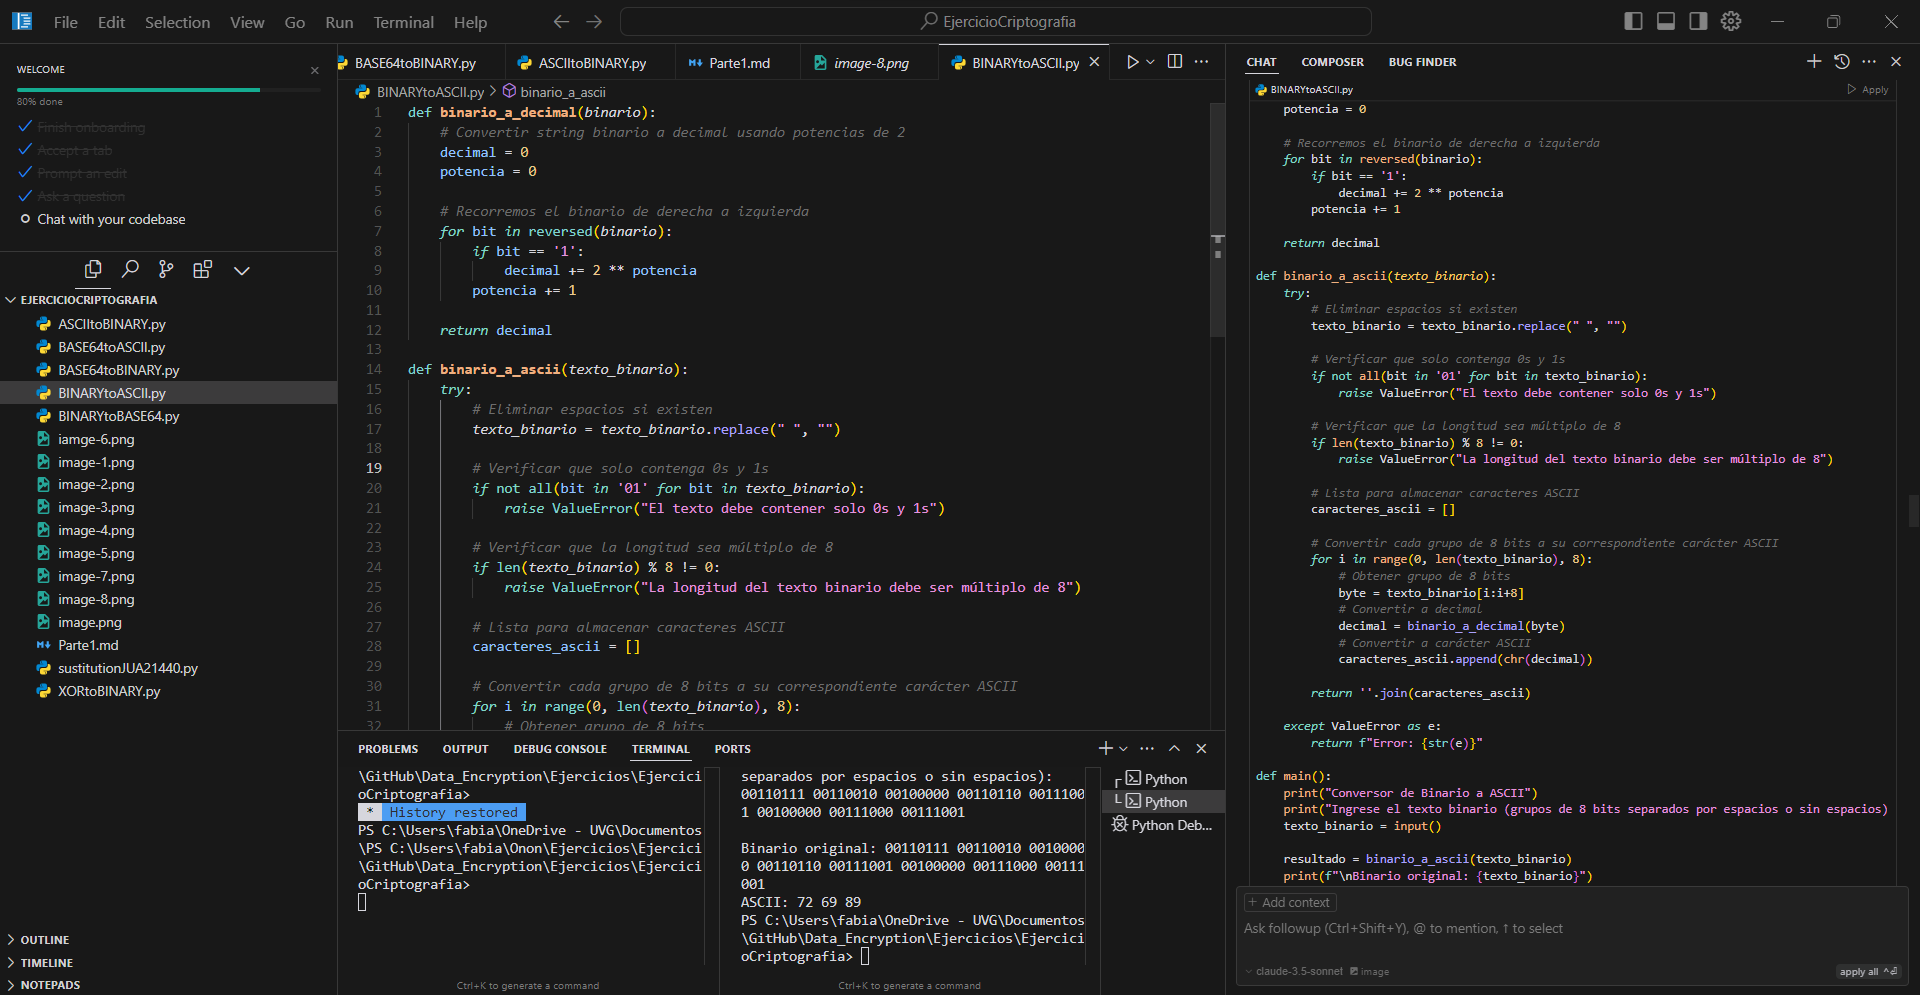 File Edit Selection View Go Run Terminal Help
EjercicioCriptografia
WELCOME
80% done
Finish onboarding
Accept a tab
Prompt an edit
Ask a question
Chat with your codebase
EJERCICIOCRIPTOGRAFIA
ASCIItoBINARY.py
BASE64toASCII.py
BASE64toBINARY.py
BINARYtoASCII.py
BINARYtoBASE64.py
iamge-6.png
image-1.png
image-2.png
image-3.png
image-4.png
image-5.png
image-7.png
image-8.png
image.png
Parte1.md
sustitutionJUA21440.py
XORtoBINARY.py
OUTLINE
TIMELINE
NOTEPADS
BASE64toBINARY.py ASCIItoBINARY.py Parte1.md image-8.png BINARYtoASCII.py
BINARYtoASCII.py > binario_a_ascii
1 def binario_a_decimal(binario):
2 # Convertir string binario a decimal usando potencias de 2
3 decimal = 0
4 potencia = 0
5
6 # Recorremos el binario de derecha a izquierda
7 for bit in reversed(binario):
8 if bit == '1':
9 decimal += 2 ** potencia
10 potencia += 1
11
12 return decimal
13
14 def binario_a_ascii(texto_binario):
15 try:
16 # Eliminar espacios si existen
17 texto_binario = texto_binario.replace(" ", "")
18
19 # Verificar que solo contenga 0s y 1s
20 if not all(bit in '01' for bit in texto_binario):
21 raise ValueError("El texto debe contener solo 0s y 1s")
22
23 # Verificar que la longitud sea múltiplo de 8
24 if len(texto_binario) % 8 != 0:
25 raise ValueError("La longitud del texto binario debe ser múltiplo de 8")
26
27 # Lista para almacenar caracteres ASCII
28 caracteres_ascii = []
29
30 # Convertir cada grupo de 8 bits a su correspondiente carácter ASCII
31 for i in range(0, len(texto_binario), 8):
32 # Obtener grupo de 8 bits
PROBLEMS OUTPUT DEBUG CONSOLE TERMINAL PORTS
\GitHub\Data_Encryption\Ejercicios\Ejercici
oCriptografia>
* History restored
PS C:\Users\fabia\OneDrive - UVG\Documentos
\PS C:\Users\fabia\Onon\Ejercicios\Ejercici
\GitHub\Data_Encryption\Ejercicios\Ejercici
oCriptografia>
Ctrl+K to generate a command
separados por espacios o sin espacios):
00110111 00110010 00100000 00110110 0011100
1 00100000 00111000 00111001
Binario original: 00110111 00110010 0010000
0 00110110 00111001 00100000 00111000 00111
001
ASCII: 72 69 89
PS C:\Users\fabia\OneDrive - UVG\Documentos
\GitHub\Data_Encryption\Ejercicios\Ejercici
oCriptografia>
Ctrl+K to generate a command
Python
Python
Python Deb...
CHAT COMPOSER BUG FINDER
BINARYtoASCII.py Apply
potencia = 0
# Recorremos el binario de derecha a izquierda
for bit in reversed(binario):
if bit == '1':
decimal += 2 ** potencia
potencia += 1
return decimal
def binario_a_ascii(texto_binario):
try:
# Eliminar espacios si existen
texto_binario = texto_binario.replace(" ", "")
# Verificar que solo contenga 0s y 1s
if not all(bit in '01' for bit in texto_binario):
raise ValueError("El texto debe contener solo 0s y 1s")
# Verificar que la longitud sea múltiplo de 8
if len(texto_binario) % 8 != 0:
raise ValueError("La longitud del texto binario debe ser múltiplo de 8")
# Lista para almacenar caracteres ASCII
caracteres_ascii = []
# Convertir cada grupo de 8 bits a su correspondiente carácter ASCII
for i in range(0, len(texto_binario), 8):
# Obtener grupo de 8 bits
byte = texto_binario[i:i+8]
# Convertir a decimal
decimal = binario_a_decimal(byte)
# Convertir a carácter ASCII
caracteres_ascii.append(chr(decimal))
return ''.join(caracteres_ascii)
except ValueError as e:
return f"Error: {str(e)}"
def main():
print("Conversor de Binario a ASCII")
print("Ingrese el texto binario (grupos de 8 bits separados por espacios o sin espacios)
texto_binario = input()
resultado = binario_a_ascii(texto_binario)
print(f"\nBinario original: {texto_binario}")
+ Add context
Ask followup (Ctrl+Shift+Y), @ to mention, ↑ to select
claude-3.5-sonnet image
apply all